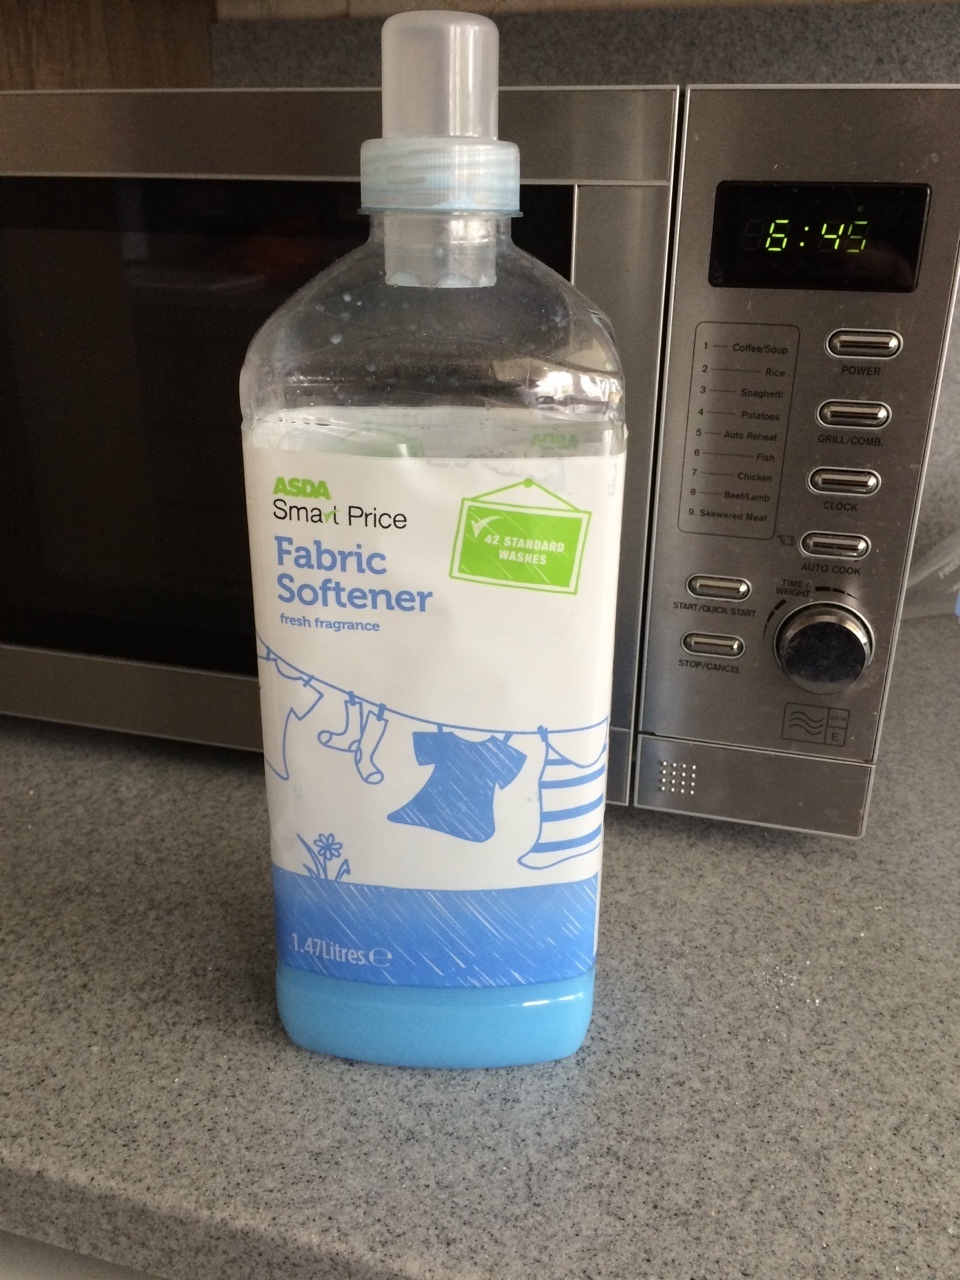 ASDA
Smart Price
Fabric
Softener
fresh fragrance
42 STANDARD
WASHES
1.47Litres ℮
6:45
1 Coffee/Soup
2 Rice
3 Spaghetti
4 Potatoes
5 Auto Reheat
6 Fish
7 Chicken
8 Beef/Lamb
9. Skewered Meat
POWER
GRILL/COMB.
CLOCK
AUTO COOK
TIME/
WEIGHT
START/QUICK START
STOP/CANCEL
E